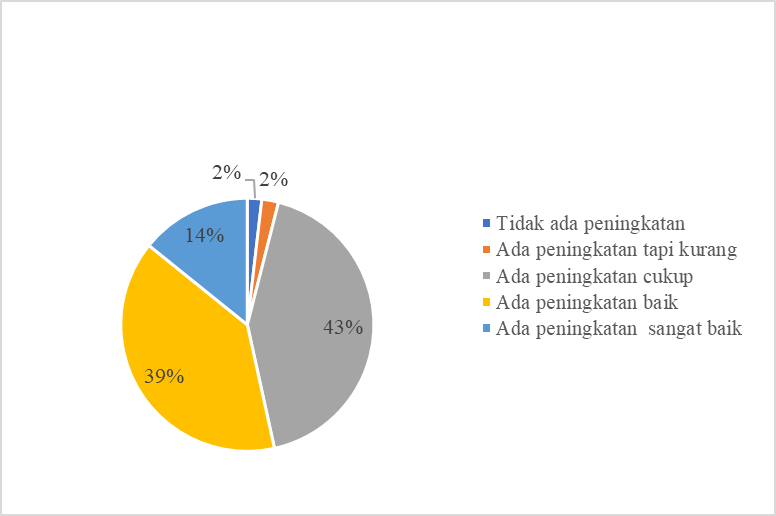 2%
2%
14%
43%
39%
Tidak ada peningkatan
Ada peningkatan tapi kurang
Ada peningkatan cukup
Ada peningkatan baik
Ada peningkatan  sangat baik